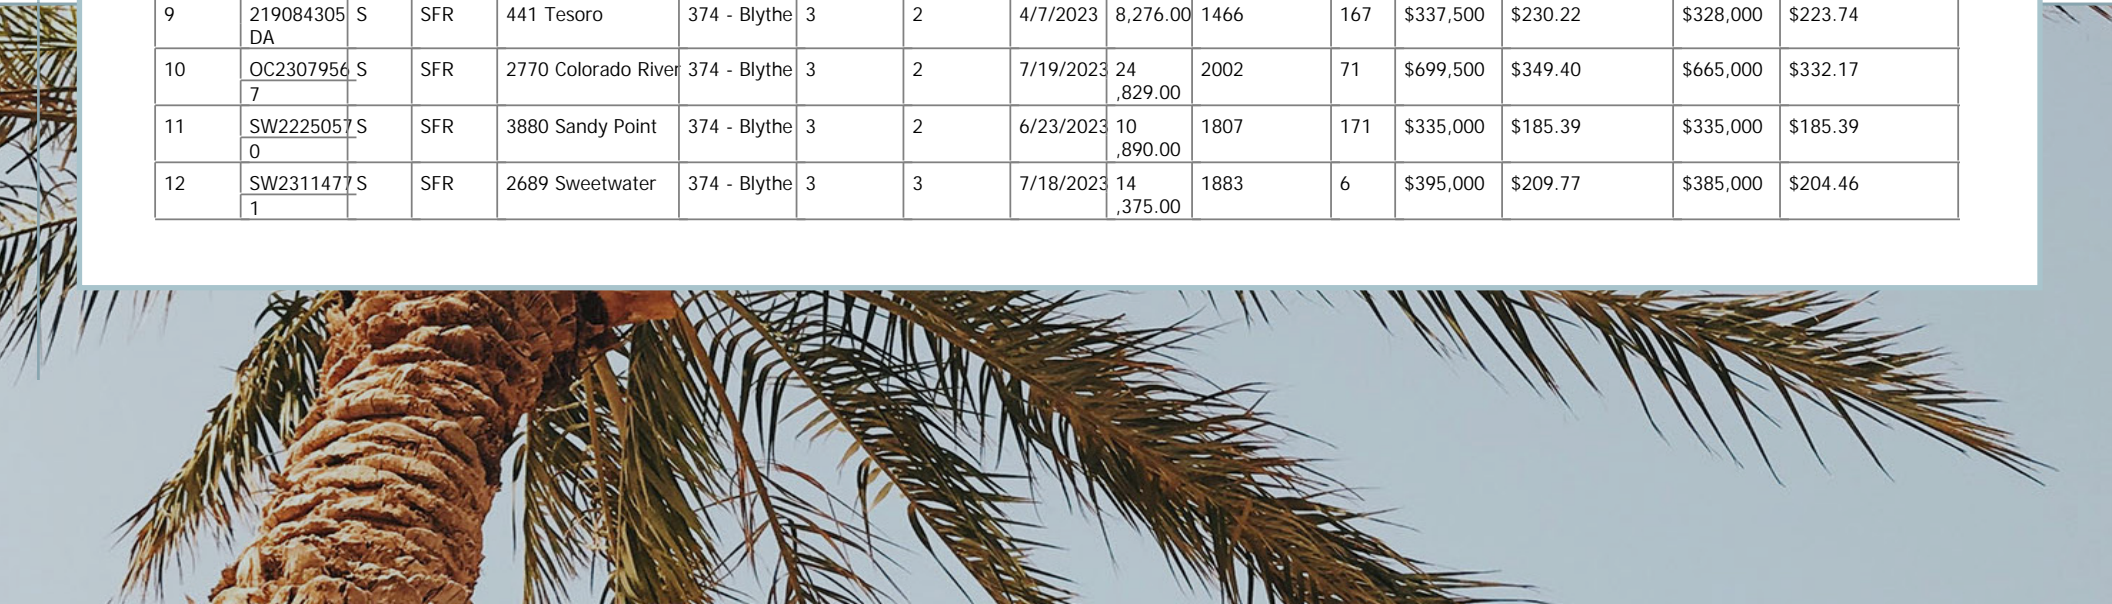 9 219084305 S SFR 441 Tesoro 374 - Blythe 3 2 4/7/2023 8,276.00 1466 167 $337,500 $230.22 $328,000 $223.74
DA
10 OC2307956 S SFR 2770 Colorado River 374 - Blythe 3 2 7/19/2023 24 2002 71 $699,500 $349.40 $665,000 $332.17
7 ,829.00
11 SW2225057 S SFR 3880 Sandy Point 374 - Blythe 3 2 6/23/2023 10 1807 171 $335,000 $185.39 $335,000 $185.39
0 ,890.00
12 SW2311477 S SFR 2689 Sweetwater 374 - Blythe 3 3 7/18/2023 14 1883 6 $395,000 $209.77 $385,000 $204.46
1 ,375.00